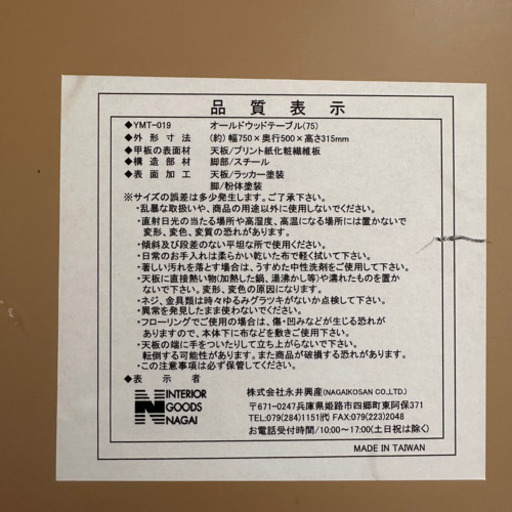 品質表示
◆YMT-019 オールドウッドテーブル(75)
◆外形寸法 (約) 幅750×奥行500×高さ315mm
◆甲板の表面材 天板/プリント紙化粧繊維板
◆構造部材 脚部/スチール
◆表面加工 天板/ラッカー塗装
脚/粉体塗装
※サイズの誤差は多少発生します。ご了承下さい。
・乱暴な取扱いや、商品の用途以外に使用しないでください。
・直射日光の当たる場所や高湿度、高温になる場所には置かないで
変形、変色、変質の恐れがあります。
・傾斜及び段差のない平坦な所で使用ください。
・日常のお手入れは柔らかい乾いた布で軽く拭いて下さい。
・著しい汚れを落とす場合は、うすめた中性洗剤をご使用して下さい。
・天板に直接熱い物(加熱した鍋、湯沸かし等)や濡れたものを置か
ないで下さい。変形、変色の原因になります。
・ネジ、金具類は時々ゆるみグラツキがないか点検して下さい。
・異常を発見したまま使わないでください。
・フローリングでご使用の場合は、傷・凹みなどが生じる恐れが
ありますので、本体下に布などを敷きご使用下さい。
・天板の端に手をついたりして立ち上がらないで下さい。
転倒する可能性があります。また商品が破損する恐れがあります。
・この注意事項は必ず保管してください。
◆表示者
INTERIOR
GOODS
NAGAI
株式会社永井興産(NAGAIKOSAN CO.,LTD.)
〒671-0247兵庫県姫路市四郷町東阿保371
TEL:079(284)1151㈹ FAX:079(223)2048
お電話受付時間/10:00~17:00(土日祝は除く)
MADE IN TAIWAN